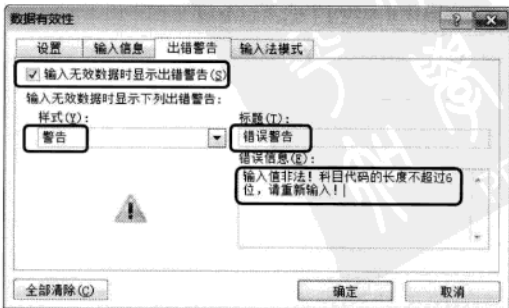 数据有效性
设置 输入信息 出错警告 输入法模式
输入无效数据时显示出错警告(S)
输入无效数据时显示下列出错警告:
样式(Y):
标题(T):
警告
错误警告
错误信息(E):
输入值非法！科目代码的长度不超过6
位，请重新输入！
全部清除(C)
确定
取消